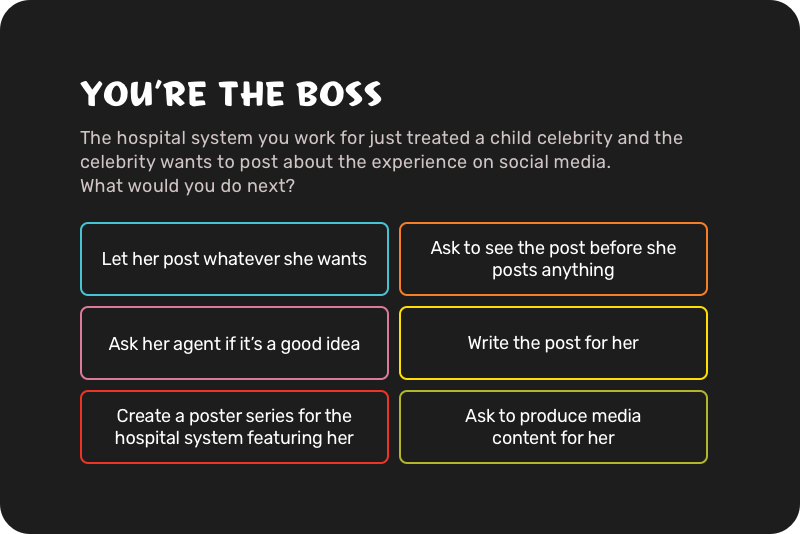 YOU'RE THE BOSS
The hospital system you work for just treated a child celebrity and the
celebrity wants to post about the experience on social media.
What would you do next?
Let her post whatever she wants
Ask to see the post before she
posts anything
Ask her agent if it's a good idea
Write the post for her
Create a poster series for the
hospital system featuring her
Ask to produce media
content for her